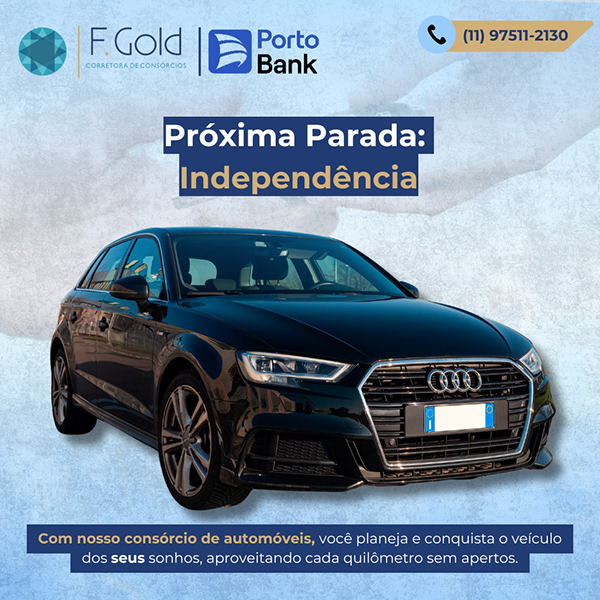 F.Gold
CORRETORA DE CONSÓRCIOS
Porto
Bank
(11) 97511-2130
Próxima Parada:
Independência
I
Com nosso consórcio de automóveis, você planeja e conquista o veículo
dos seus sonhos, aproveitando cada quilômetro sem apertos.